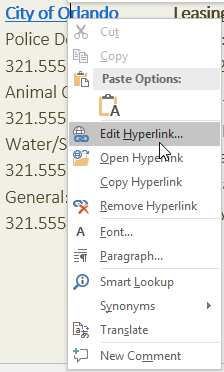 City of Orlando Leasing
Police De
321.555
Animal C
321.555
Water/S
321.555
General:
321.555
Cut
Copy
Paste Options:
A
Edit Hyperlink...
Open Hyperlink
Copy Hyperlink
Remove Hyperlink
A Font...
Paragraph...
Smart Lookup
Synonyms
Translate
New Comment